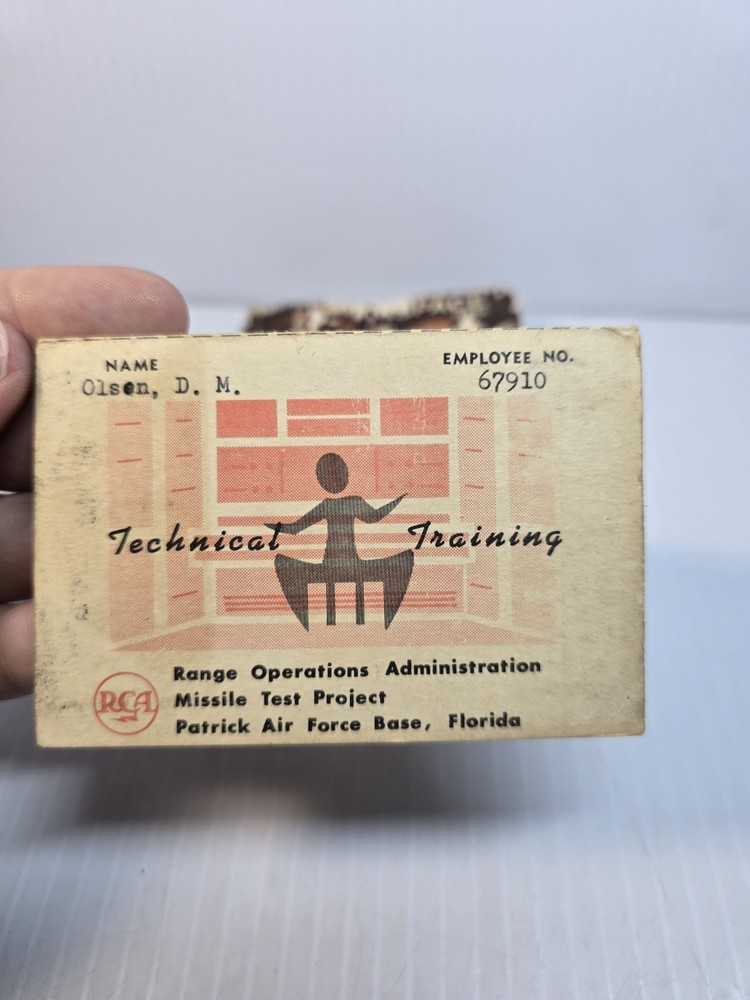 NAME EMPLOYEE NO.
Olsen, D. M. 67910
Technical Training
Range Operations Administration
RCA Missile Test Project
Patrick Air Force Base, Florida